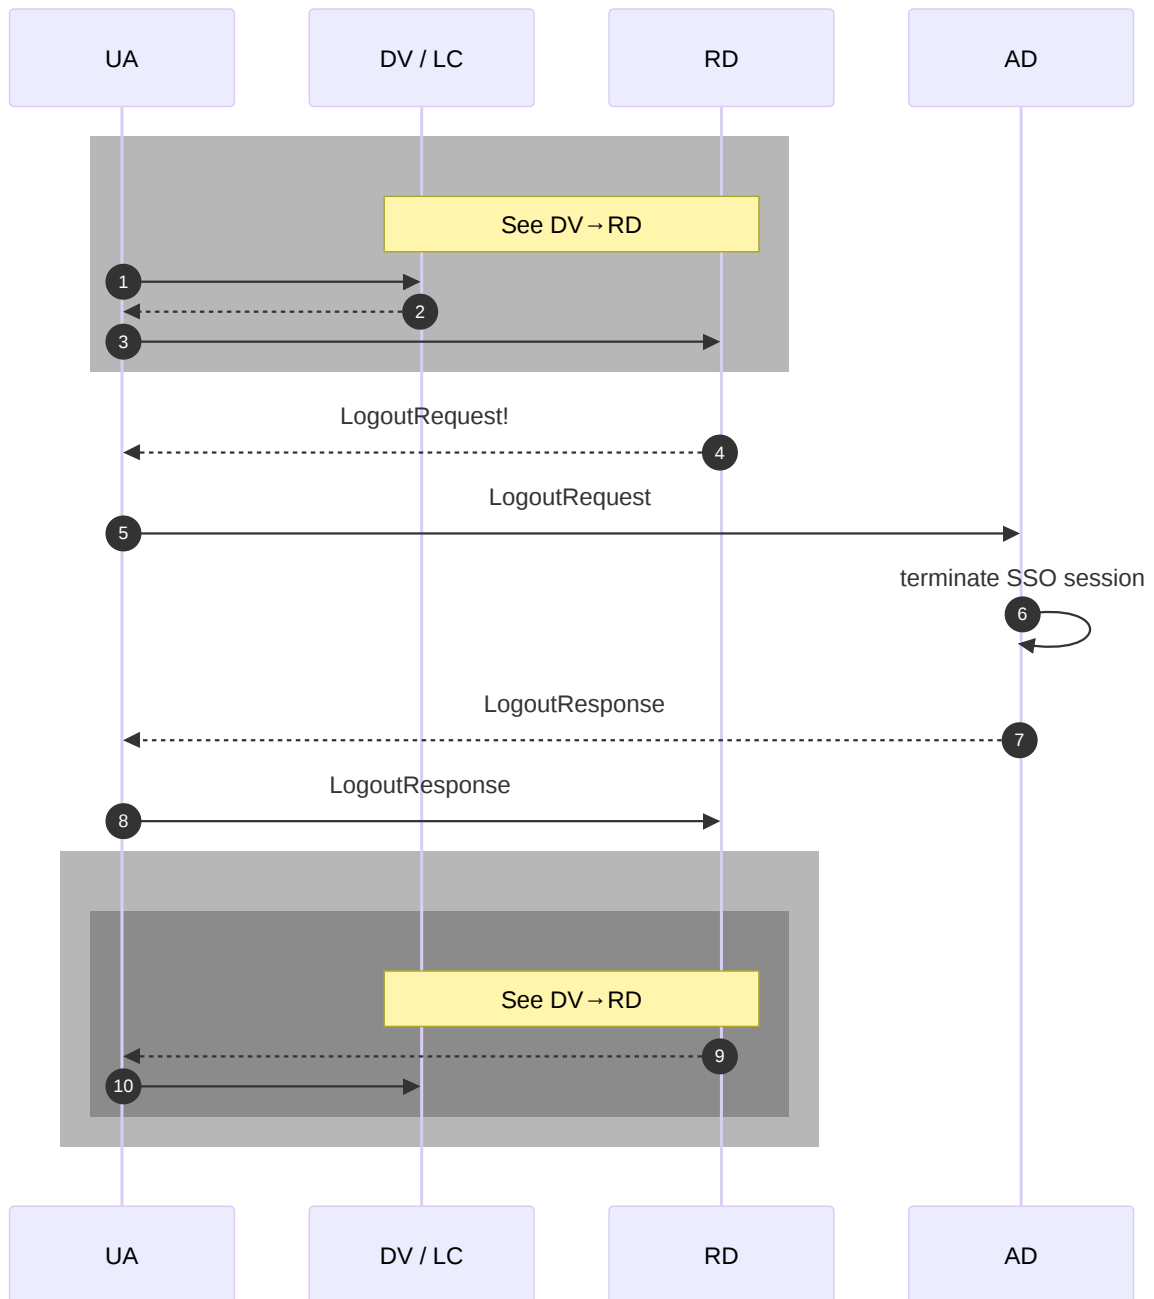 UA
DV / LC
RD
AD
See DV→RD
1
2
3
LogoutRequest!
4
LogoutRequest
5
terminate SSO session
6
LogoutResponse
7
LogoutResponse
8
See DV→RD
9
10
UA
DV / LC
RD
AD